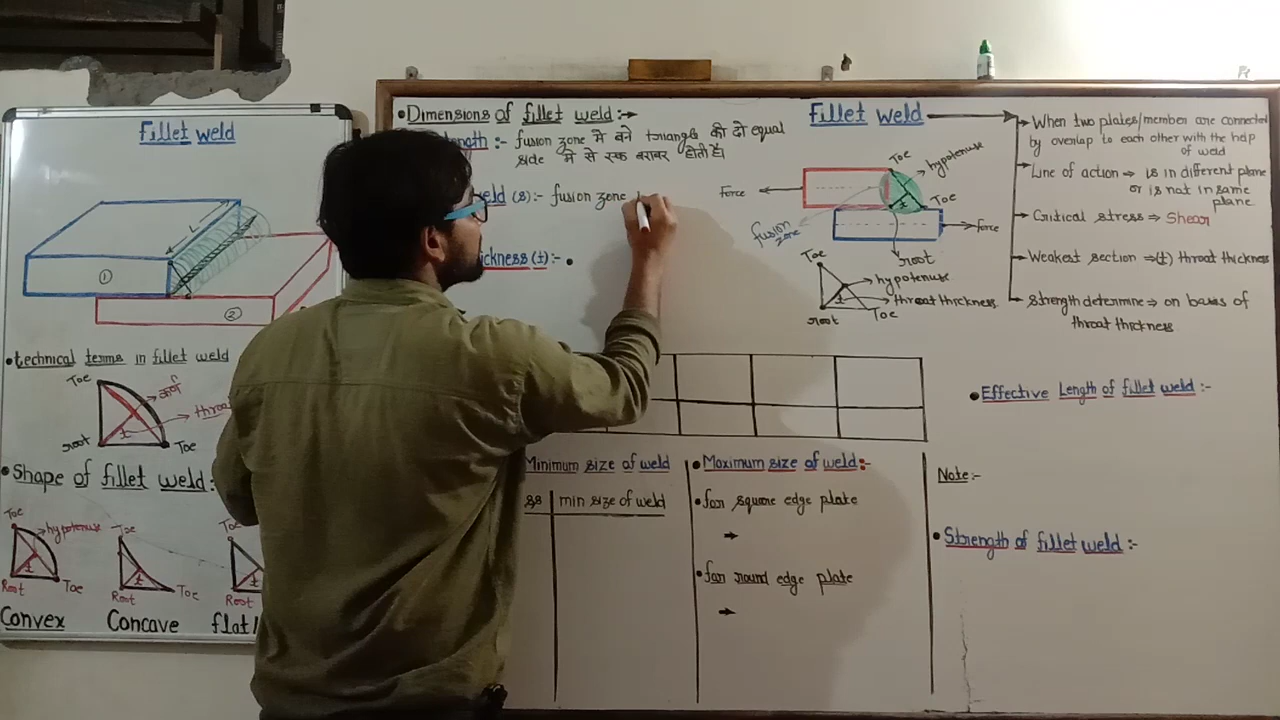 Fillet weld
L
①
②
•technical terms in fillet weld
Toe
कर्ण
t
root
Toe
•Shape of fillet weld:
Toe
hypotenuse
t
Root
Toe
Convex
Toe
t
Root
Toe
Concave
Toe
t
Root
•Dimensions of fillet weld:→
:- fusion zone में बने triangle की दो equal
side में से एक बराबर होती है।
(s):- fusion zone
(t):- •
Fillet weld
Toe
hypotenuse
Toe
t
Force
Force
fusion
zone
root
Toe
hypotenuse
t
throat thickness
root
Toe
→ When two plates/member are connected
by overlap to each other with the help
of weld
→ Line of action → is in different plane
or is not in same
plane
→ Critical stress ⇒ Shear
→ Weakest section ⇒ (t) throat thickness
→ Strength determine → on bases of
throat thickness
Minimum size of weld
min size of weld
•Maximum size of weld:-
•for square edge plate
→
•for round edge plate
→
•Effective Length of fillet weld:-
Note:-
•Strength of fillet weld:-